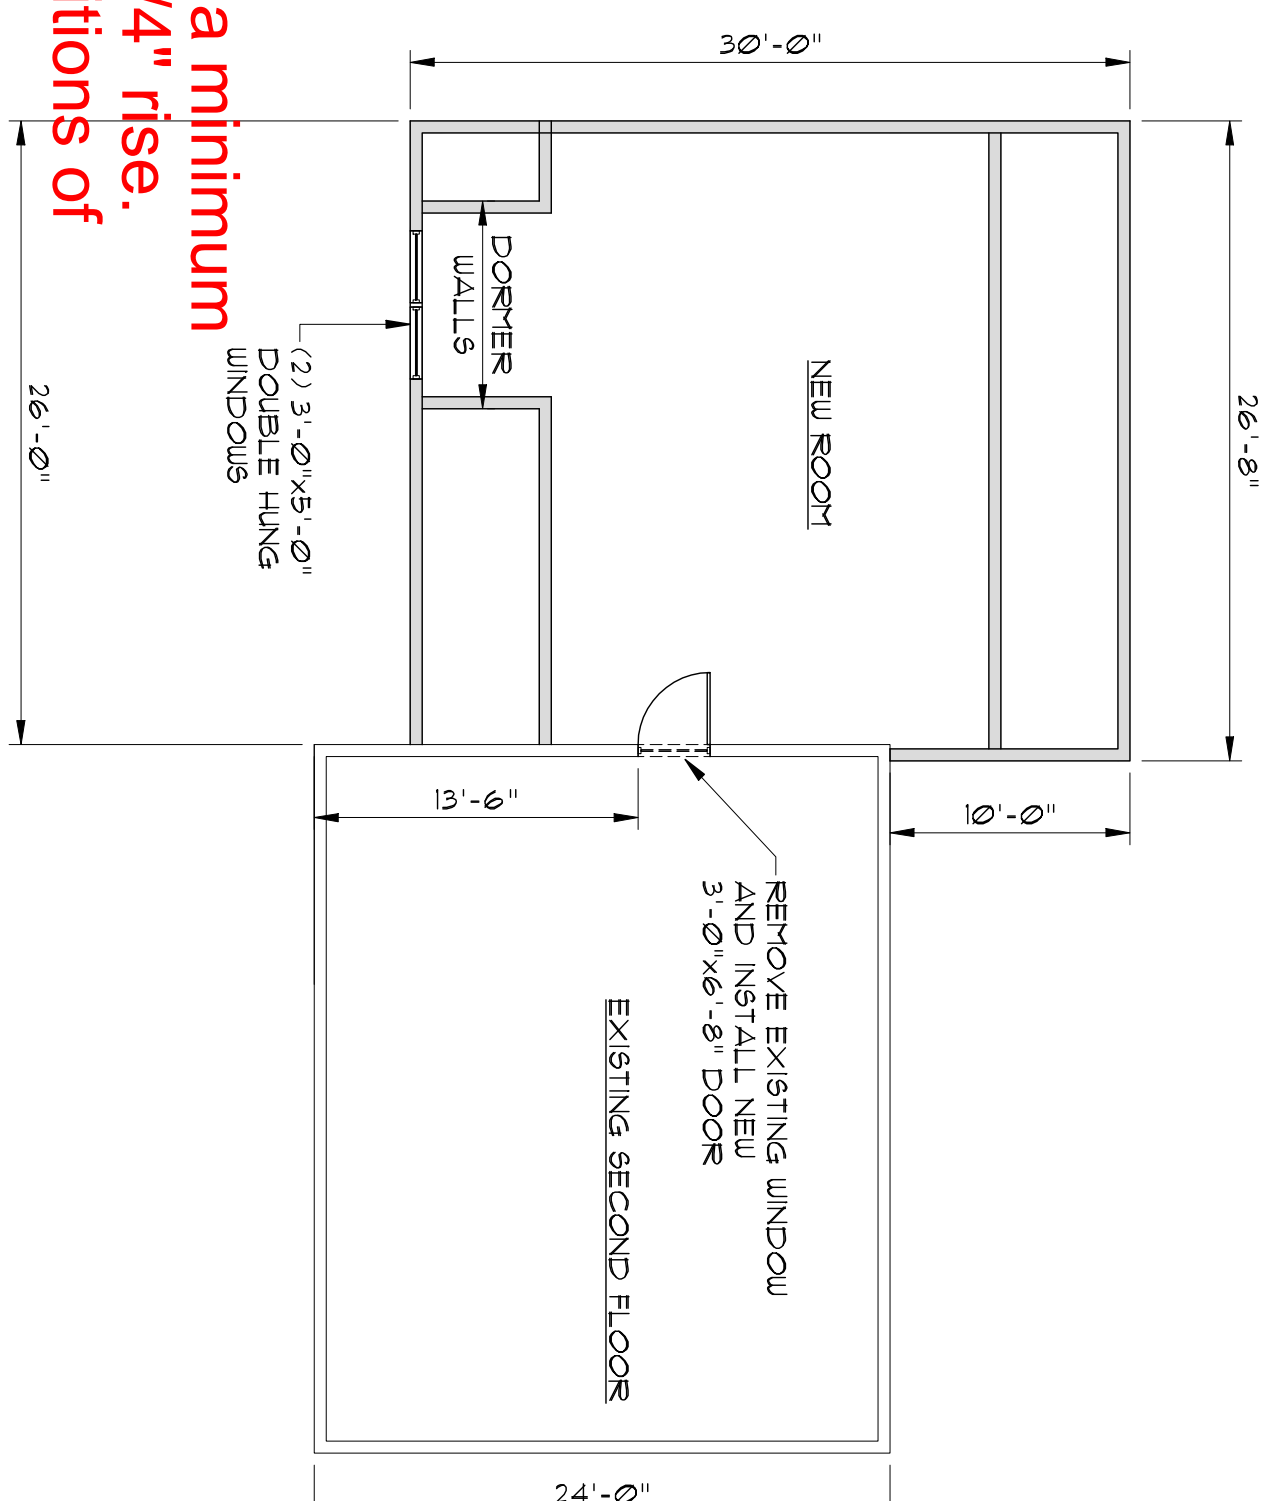 30'-0"
a minimum
/4" rise.
itions of
26'-8"
26'-0"
DORMER
WALLS
NEW ROOM
(2) 3'-0"x5'-0"
DOUBLE HUNG
WINDOWS
13'-6"
10'-0"
REMOVE EXISTING WINDOW
AND INSTALL NEW
3'-0"x6'-8" DOOR
EXISTING SECOND FLOOR
24'-0"